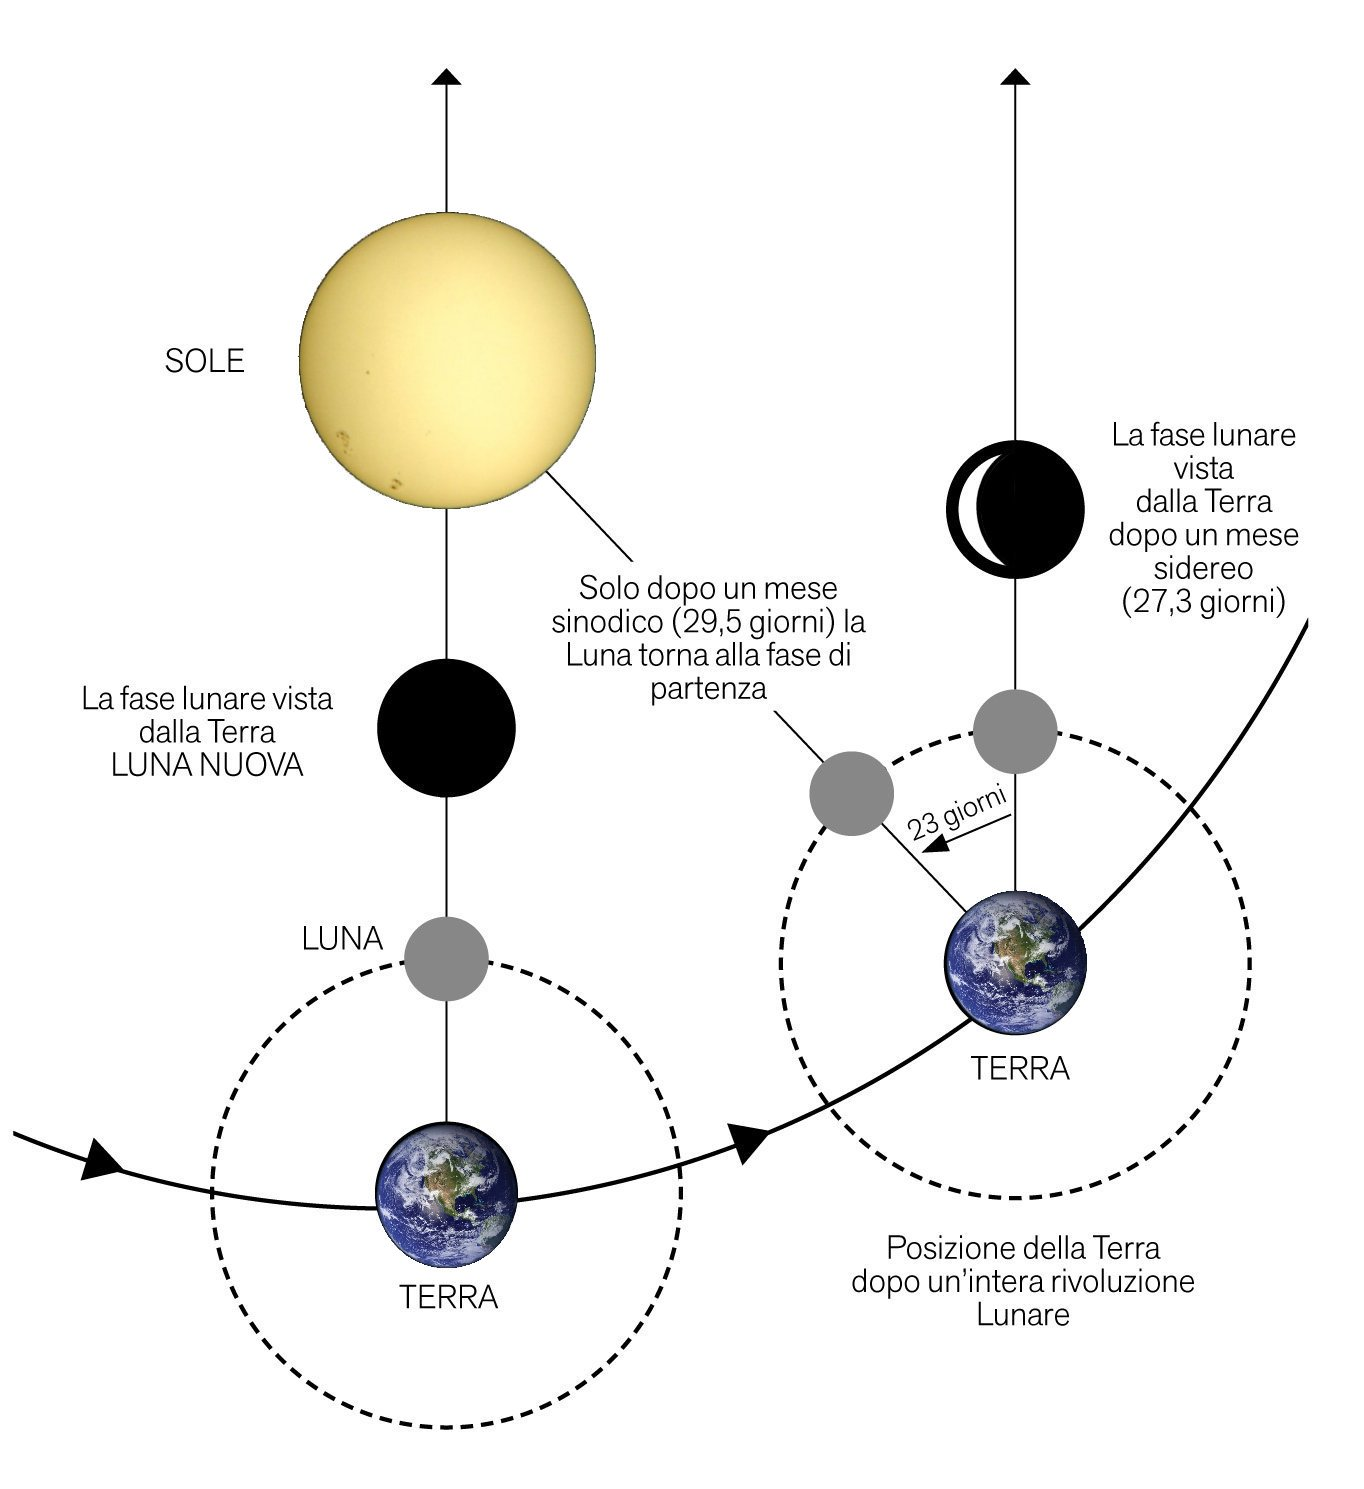 SOLE
La fase lunare
vista
dalla Terra
dopo un mese
sidereo
(27,3 giorni)
Solo dopo un mese
sinodico (29,5 giorni) la
Luna torna alla fase di
partenza
La fase lunare vista
dalla Terra
LUNA NUOVA
23 giorni
LUNA
TERRA
TERRA
Posizione della Terra
dopo un'intera rivoluzione
Lunare